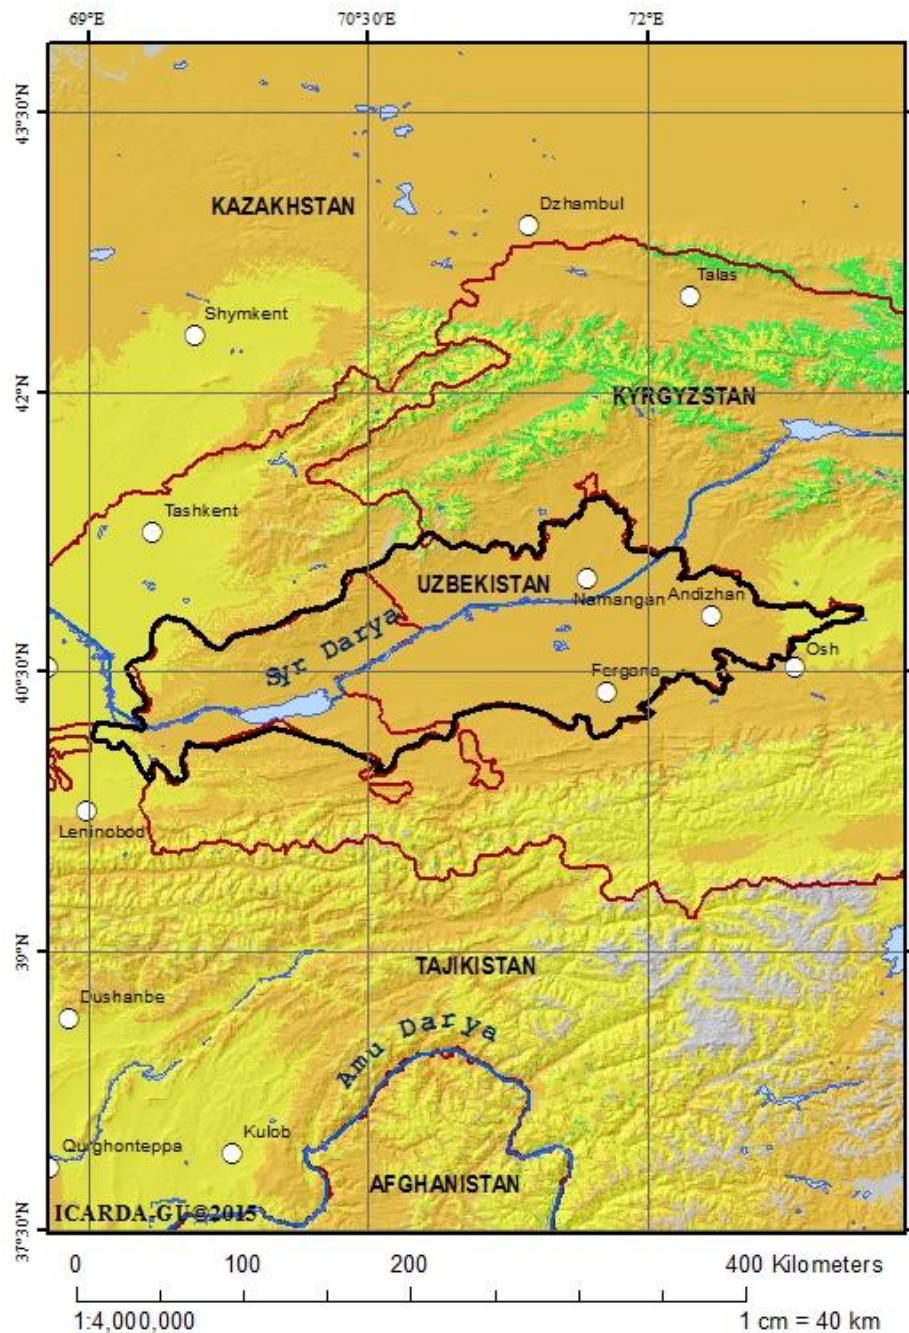 69°E 70°30'E 72°E
43°30'N
KAZAKHSTAN
Dzhambul
Talas
Shymkent
42°N
KYRGYZSTAN
Tashkent
UZBEKISTAN
Namangan
Andizhan
Syr Darya
40°30'N
Osh
Fergana
Leninobod
39°N
TAJIKISTAN
Dushanbe
Amu Darya
Kulob
Qurghonteppa
AFGHANISTAN
ICARDA.GU©2015
37°30'N
0 100 200 400 Kilometers
1:4,000,000 1 cm = 40 km